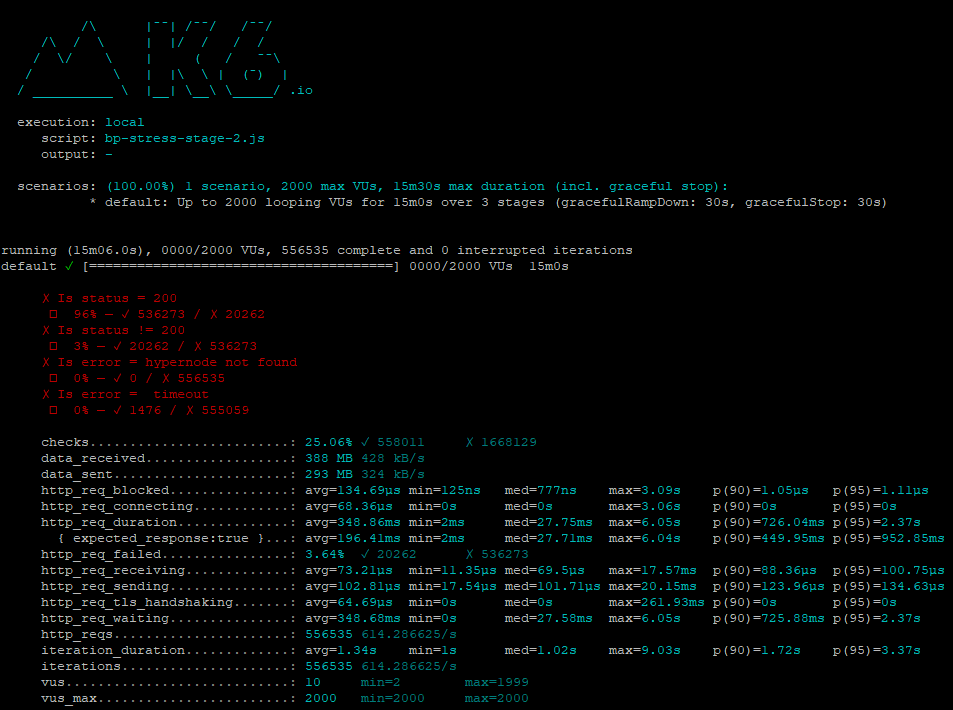 /\      |‾‾| /‾‾/   /‾‾/
     /\  /  \     |  |/  /   /  /
    /  \/    \    |     (   /   ‾‾\
   /          \   |  |\  \ |  (‾)  |
  / __________ \  |__| \__\ \_____/ .io
  execution: local
     script: bp-stress-stage-2.js
     output: -
  scenarios: (100.00%) 1 scenario, 2000 max VUs, 15m30s max duration (incl. graceful stop):
           * default: Up to 2000 looping VUs for 15m0s over 3 stages (gracefulRampDown: 30s, gracefulStop: 30s)
running (15m06.0s), 0000/2000 VUs, 556535 complete and 0 interrupted iterations
default ✓ [======================================] 0000/2000 VUs  15m0s
     ✗ Is status = 200
      □  96% — ✓ 536273 / ✗ 20262
     ✗ Is status != 200
      □  3% — ✓ 20262 / ✗ 536273
     ✗ Is error = hypernode not found
      □  0% — ✓ 0 / ✗ 556535
     ✗ Is error =  timeout
      □  0% — ✓ 1476 / ✗ 555059
     checks.........................: 25.06% ✓ 558011     ✗ 1668129
     data_received..................: 388 MB 428 kB/s
     data_sent......................: 293 MB 324 kB/s
     http_req_blocked...............: avg=134.69µs min=125ns   med=777ns    max=3.09s    p(90)=1.05µs   p(95)=1.11µs
     http_req_connecting............: avg=68.36µs  min=0s      med=0s       max=3.06s    p(90)=0s       p(95)=0s
     http_req_duration..............: avg=348.86ms min=2ms     med=27.75ms  max=6.05s    p(90)=726.04ms p(95)=2.37s
       { expected_response:true }...: avg=196.41ms min=2ms     med=27.71ms  max=6.04s    p(90)=449.95ms p(95)=952.85ms
     http_req_failed................: 3.64%  ✓ 20262      ✗ 536273
     http_req_receiving.............: avg=73.21µs  min=11.35µs med=69.5µs   max=17.57ms  p(90)=88.36µs  p(95)=100.75µs
     http_req_sending...............: avg=102.81µs min=17.54µs med=101.71µs max=20.15ms  p(90)=123.96µs p(95)=134.63µs
     http_req_tls_handshaking.......: avg=64.69µs  min=0s      med=0s       max=261.93ms p(90)=0s       p(95)=0s
     http_req_waiting...............: avg=348.68ms min=0s      med=27.58ms  max=6.05s    p(90)=725.88ms p(95)=2.37s
     http_reqs......................: 556535 614.286625/s
     iteration_duration.............: avg=1.34s    min=1s      med=1.02s    max=9.03s    p(90)=1.72s    p(95)=3.37s
     iterations.....................: 556535 614.286625/s
     vus............................: 10     min=2        max=1999
     vus_max........................: 2000   min=2000     max=2000